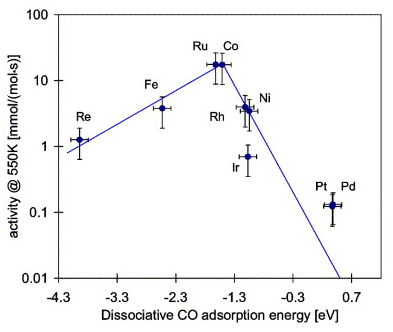 100
10
1
0.1
0.01
activity @ 550K [mmol/(mol·s)]
Ru Co
Fe
Re
Ni
Rh
Ir
Pt Pd
-4.3 -3.3 -2.3 -1.3 -0.3 0.7
Dissociative CO adsorption energy [eV]